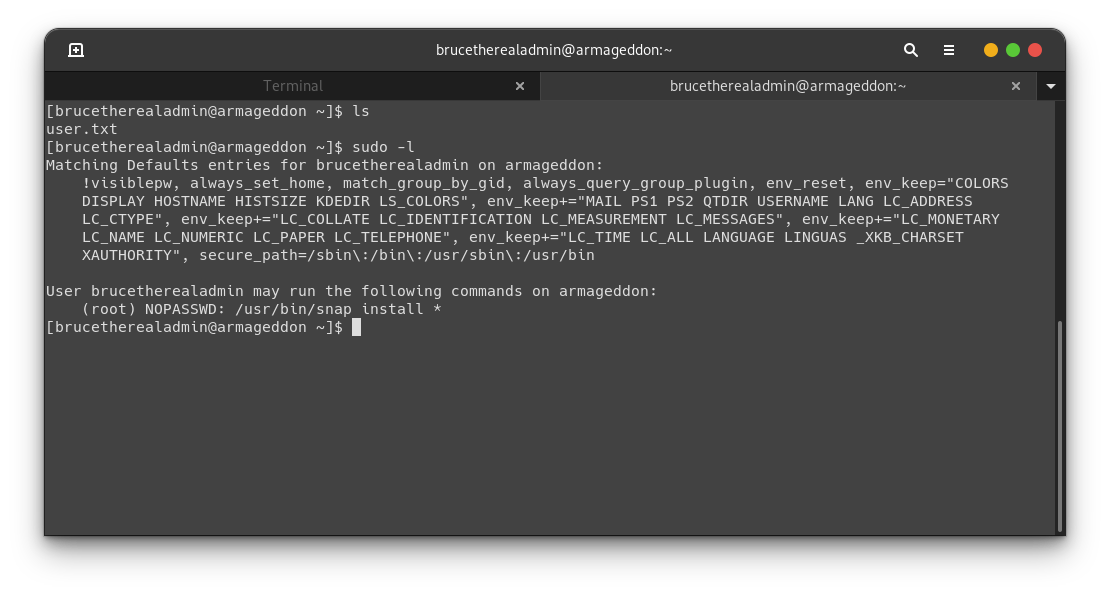 brucetherealadmin@armageddon:~
Terminal
brucetherealadmin@armageddon:~
[brucetherealadmin@armageddon ~]$ ls
user.txt
[brucetherealadmin@armageddon ~]$ sudo -l
Matching Defaults entries for brucetherealadmin on armageddon:
    !visiblepw, always_set_home, match_group_by_gid, always_query_group_plugin, env_reset, env_keep="COLORS
    DISPLAY HOSTNAME HISTSIZE KDEDIR LS_COLORS", env_keep+="MAIL PS1 PS2 QTDIR USERNAME LANG LC_ADDRESS
    LC_CTYPE", env_keep+="LC_COLLATE LC_IDENTIFICATION LC_MEASUREMENT LC_MESSAGES", env_keep+="LC_MONETARY
    LC_NAME LC_NUMERIC LC_PAPER LC_TELEPHONE", env_keep+="LC_TIME LC_ALL LANGUAGE LINGUAS _XKB_CHARSET
    XAUTHORITY", secure_path=/sbin\:/bin\:/usr/sbin\:/usr/bin

User brucetherealadmin may run the following commands on armageddon:
    (root) NOPASSWD: /usr/bin/snap install *
[brucetherealadmin@armageddon ~]$